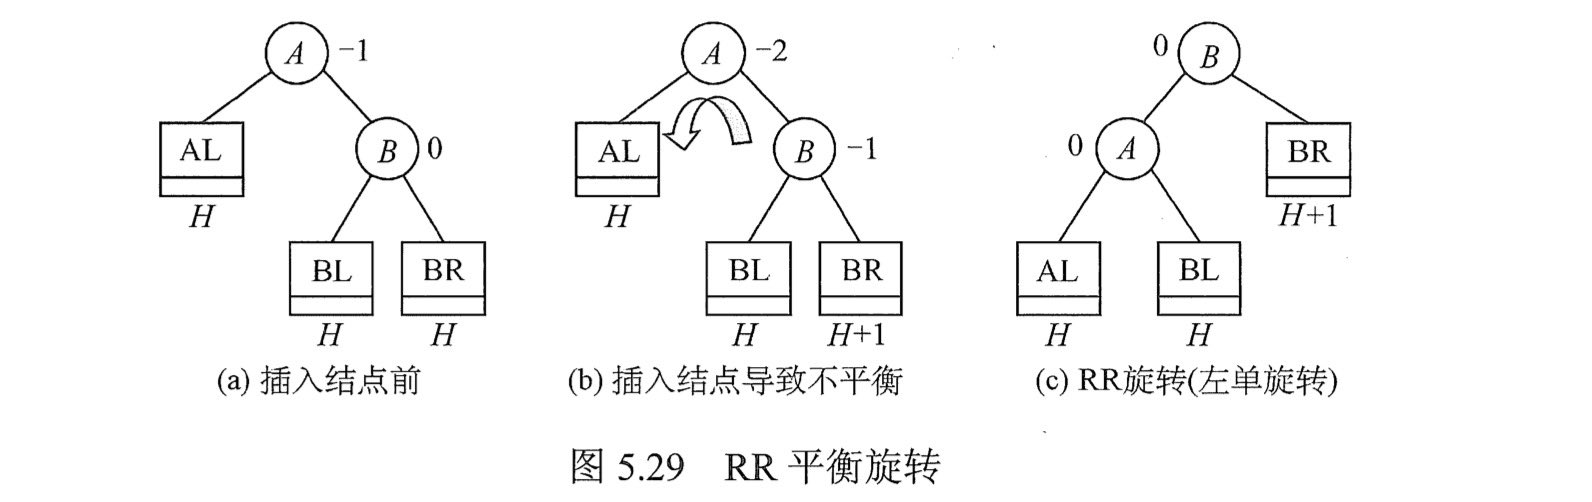 A −1
AL
H
B 0
BL BR
H H
(a) 插入结点前
A −2
AL
H
B −1
BL BR
H H+1
(b) 插入结点导致不平衡
0 B
0 A
BR
H+1
AL BL
H H
(c) RR旋转(左单旋转)
图 5.29 RR 平衡旋转